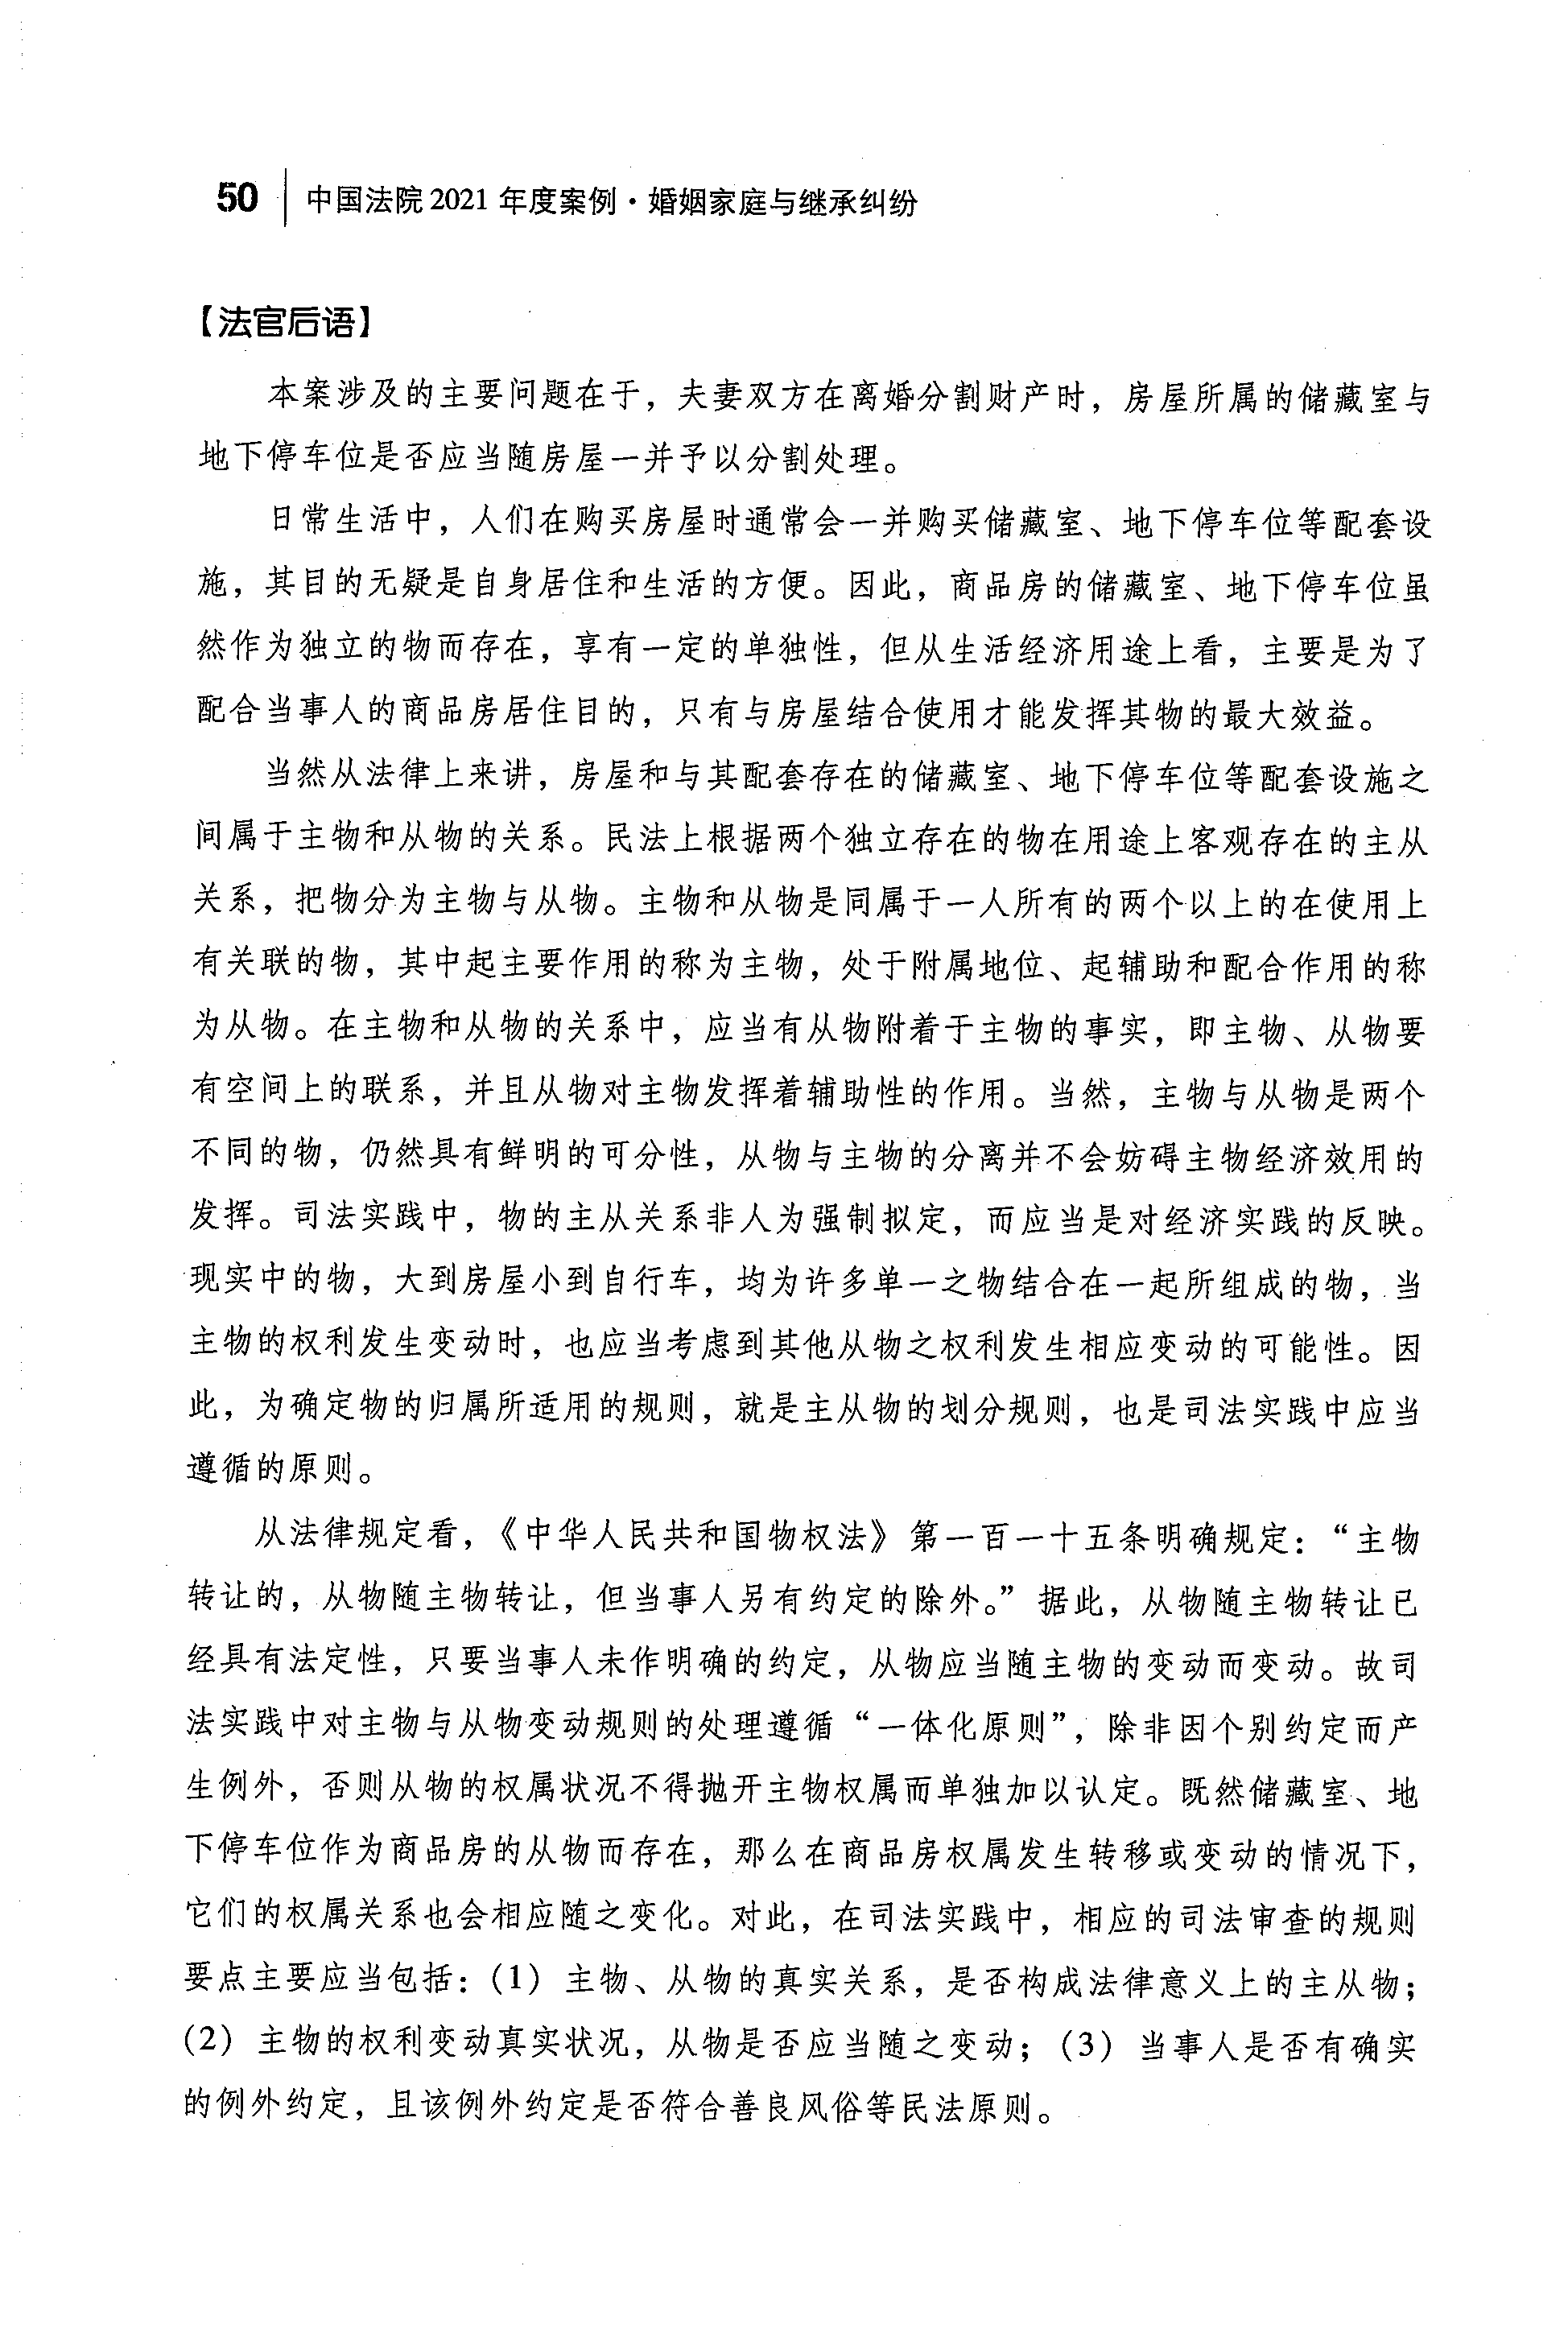 50 中国法院2021年度案例·婚姻家庭与继承纠纷
【法官后语】
本案涉及的主要问题在于，夫妻双方在离婚分割财产时，房屋所属的储藏室与
地下停车位是否应当随房屋一并予以分割处理。
日常生活中，人们在购买房屋时通常会一并购买储藏室、地下停车位等配套设
施，其目的无疑是自身居住和生活的方便。因此，商品房的储藏室、地下停车位虽
然作为独立的物而存在，享有一定的单独性，但从生活经济用途上看，主要是为了
配合当事人的商品房居住目的，只有与房屋结合使用才能发挥其物的最大效益。
当然从法律上来讲，房屋和与其配套存在的储藏室、地下停车位等配套设施之
间属于主物和从物的关系。民法上根据两个独立存在的物在用途上客观存在的主从
关系，把物分为主物与从物。主物和从物是同属于一人所有的两个以上的在使用上
有关联的物，其中起主要作用的称为主物，处于附属地位、起辅助和配合作用的称
为从物。在主物和从物的关系中，应当有从物附着于主物的事实，即主物、从物要
有空间上的联系，并且从物对主物发挥着辅助性的作用。当然，主物与从物是两个
不同的物，仍然具有鲜明的可分性，从物与主物的分离并不会妨碍主物经济效用的
发挥。司法实践中，物的主从关系非人为强制拟定，而应当是对经济实践的反映。
现实中的物，大到房屋小到自行车，均为许多单一之物结合在一起所组成的物，当
主物的权利发生变动时，也应当考虑到其他从物之权利发生相应变动的可能性。因
此，为确定物的归属所适用的规则，就是主从物的划分规则，也是司法实践中应当
遵循的原则。
从法律规定看，《中华人民共和国物权法》第一百一十五条明确规定：“主物
转让的，从物随主物转让，但当事人另有约定的除外。”据此，从物随主物转让已
经具有法定性，只要当事人未作明确的约定，从物应当随主物的变动而变动。故司
法实践中对主物与从物变动规则的处理遵循“一体化原则”，除非因个别约定而产
生例外，否则从物的权属状况不得抛开主物权属而单独加以认定。既然储藏室、地
下停车位作为商品房的从物而存在，那么在商品房权属发生转移或变动的情况下，
它们的权属关系也会相应随之变化。对此，在司法实践中，相应的司法审查的规则
要点主要应当包括：（1）主物、从物的真实关系，是否构成法律意义上的主从物；
（2）主物的权利变动真实状况，从物是否应当随之变动；（3）当事人是否有确实
的例外约定，且该例外约定是否符合善良风俗等民法原则。